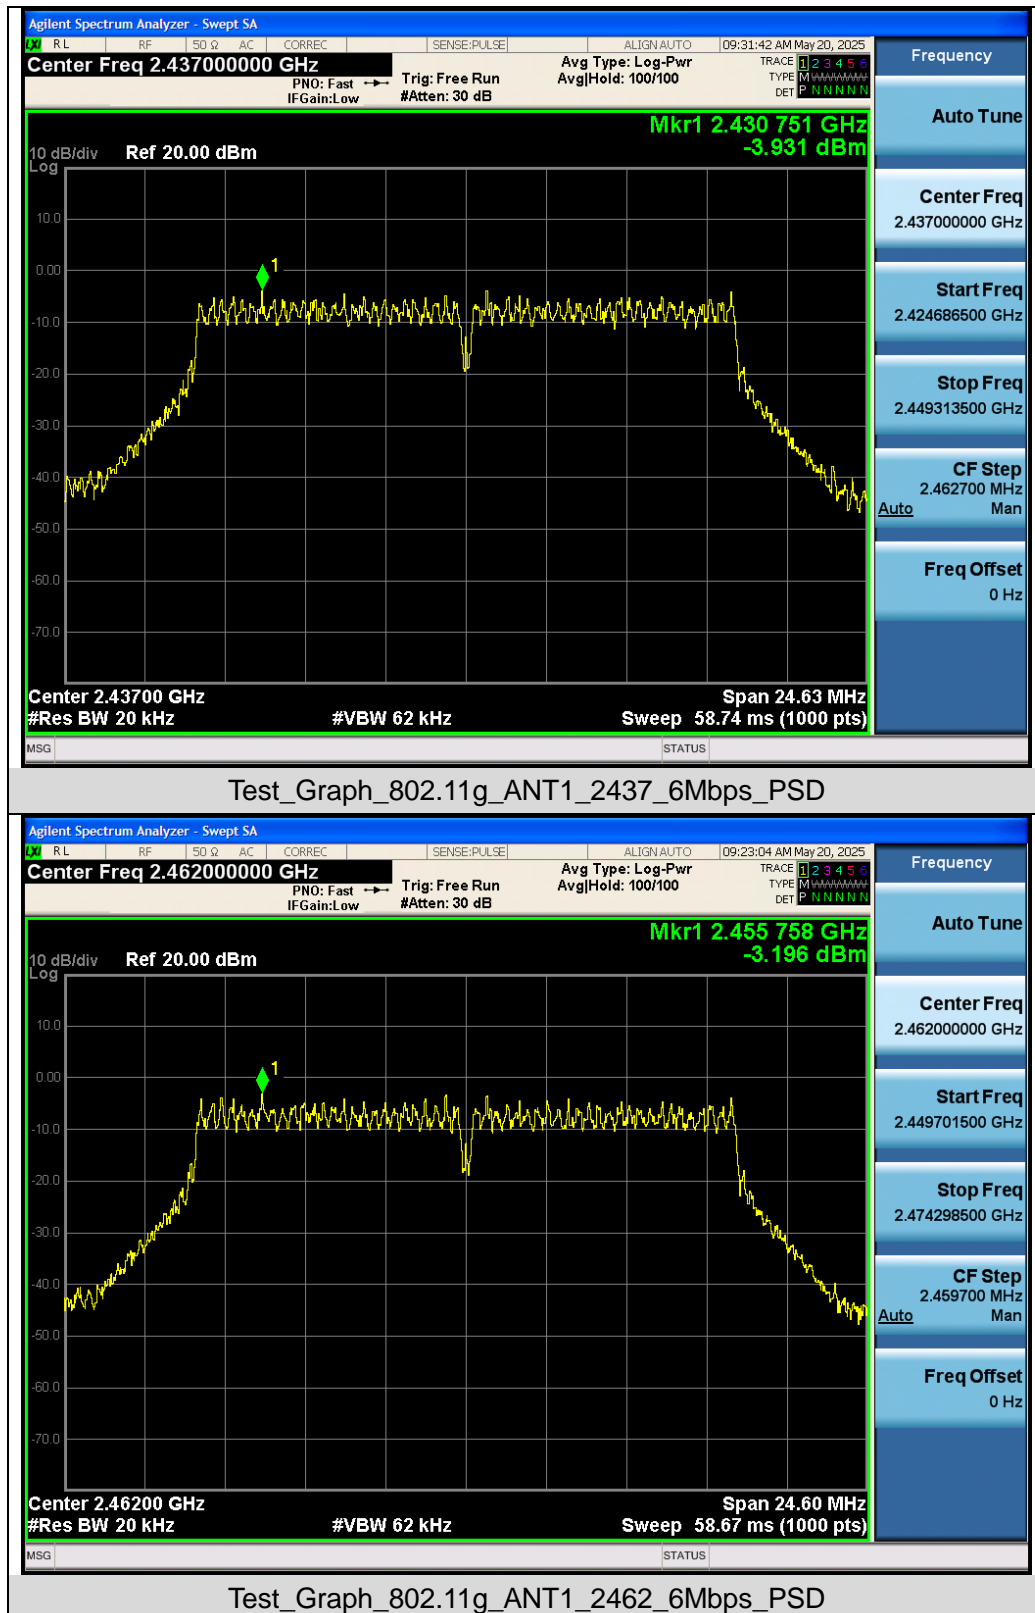 Agilent Spectrum Analyzer - Swept SA
LXI RL RF 50 Ω AC CORREC SENSE:PULSE ALIGN AUTO 09:31:42 AM May 20, 2025
Center Freq 2.437000000 GHz
PNO: Fast
IFGain:Low
Trig: Free Run
#Atten: 30 dB
Avg Type: Log-Pwr
Avg|Hold: 100/100
TRACE 1 2 3 4 5 6
TYPE M WWWWW
DET P N N N N N
Mkr1 2.430 751 GHz
-3.931 dBm
10 dB/div Ref 20.00 dBm
Log
1
10.0
0.00
-10.0
-20.0
-30.0
-40.0
-50.0
-60.0
-70.0
Center 2.43700 GHz Span 24.63 MHz
#Res BW 20 kHz #VBW 62 kHz Sweep 58.74 ms (1000 pts)
MSG STATUS
Frequency
Auto Tune
Center Freq
2.437000000 GHz
Start Freq
2.424686500 GHz
Stop Freq
2.449313500 GHz
CF Step
2.462700 MHz
Auto Man
Freq Offset
0 Hz
Test_Graph_802.11g_ANT1_2437_6Mbps_PSD
Agilent Spectrum Analyzer - Swept SA
LXI RL RF 50 Ω AC CORREC SENSE:PULSE ALIGN AUTO 09:23:04 AM May 20, 2025
Center Freq 2.462000000 GHz
PNO: Fast
IFGain:Low
Trig: Free Run
#Atten: 30 dB
Avg Type: Log-Pwr
Avg|Hold: 100/100
TRACE 1 2 3 4 5 6
TYPE M WWWWW
DET P N N N N N
Mkr1 2.455 758 GHz
-3.196 dBm
10 dB/div Ref 20.00 dBm
Log
1
10.0
0.00
-10.0
-20.0
-30.0
-40.0
-50.0
-60.0
-70.0
Center 2.46200 GHz Span 24.60 MHz
#Res BW 20 kHz #VBW 62 kHz Sweep 58.67 ms (1000 pts)
MSG STATUS
Frequency
Auto Tune
Center Freq
2.462000000 GHz
Start Freq
2.449701500 GHz
Stop Freq
2.474298500 GHz
CF Step
2.459700 MHz
Auto Man
Freq Offset
0 Hz
Test_Graph_802.11g_ANT1_2462_6Mbps_PSD